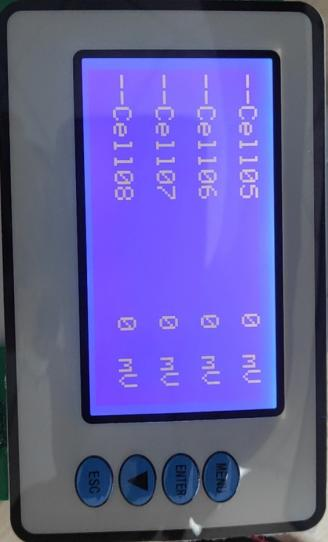 --Cell05 0 mV
--Cell06 0 mV
--Cell07 0 mV
--Cell08 0 mV
MENU
ENTER
ESC